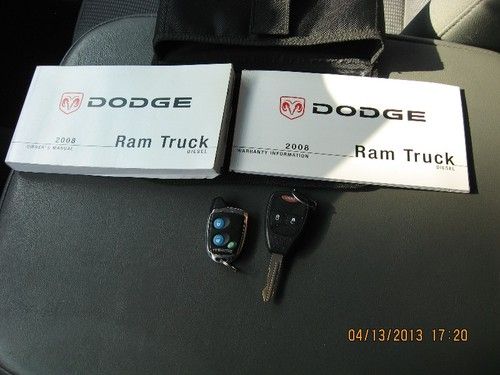 DODGE
2008
OWNER'S MANUAL
Ram Truck
DIESEL
DODGE
2008
WARRANTY INFORMATION
Ram Truck
DIESEL
04/13/2013 17:20